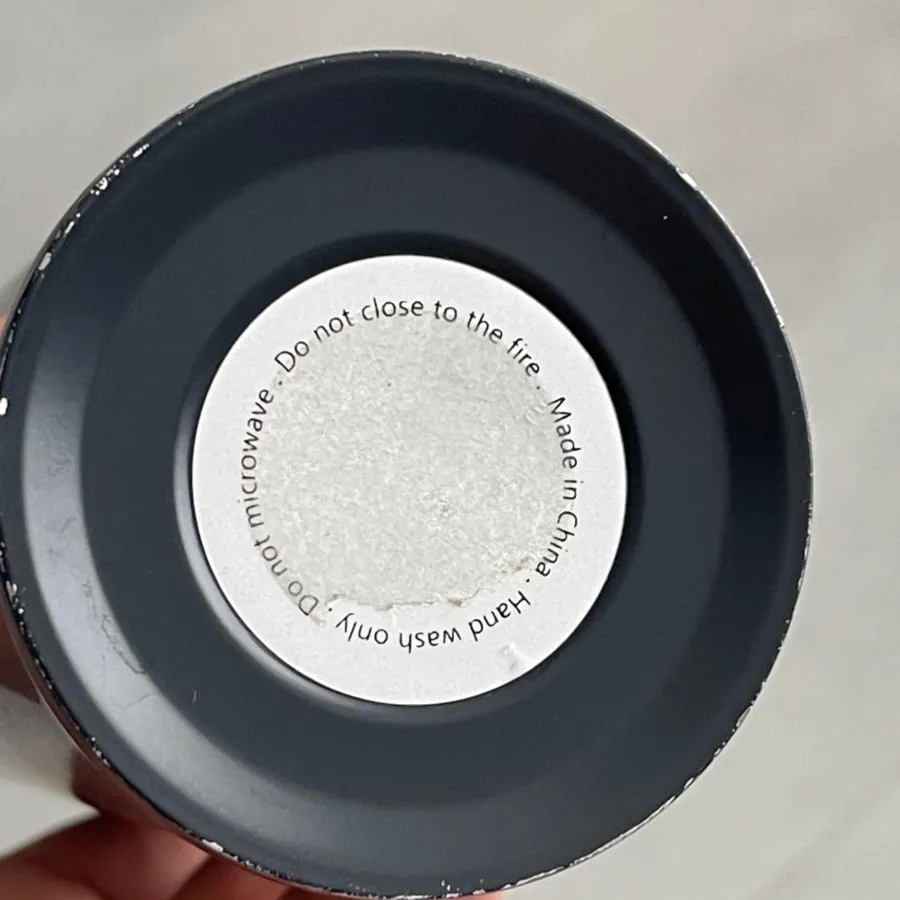 Do not close to the fire . Made in China . Hand wash only . Do not microwave .